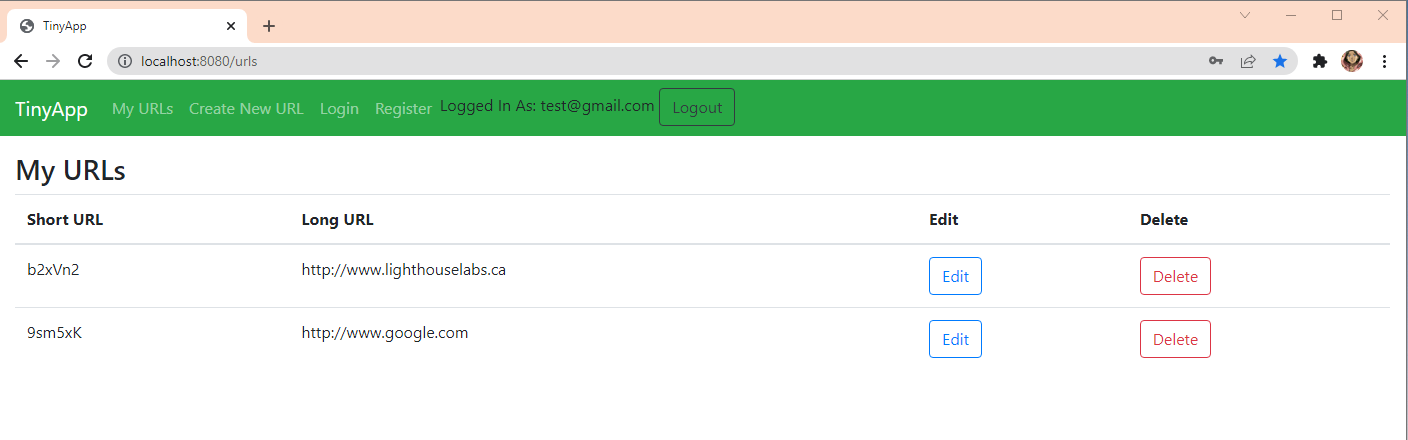 TinyApp
localhost:8080/urls
TinyApp My URLs Create New URL Login Register Logged In As: test@gmail.com Logout
My URLs
Short URL Long URL Edit Delete
b2xVn2 http://www.lighthouselabs.ca Edit Delete
9sm5xK http://www.google.com Edit Delete